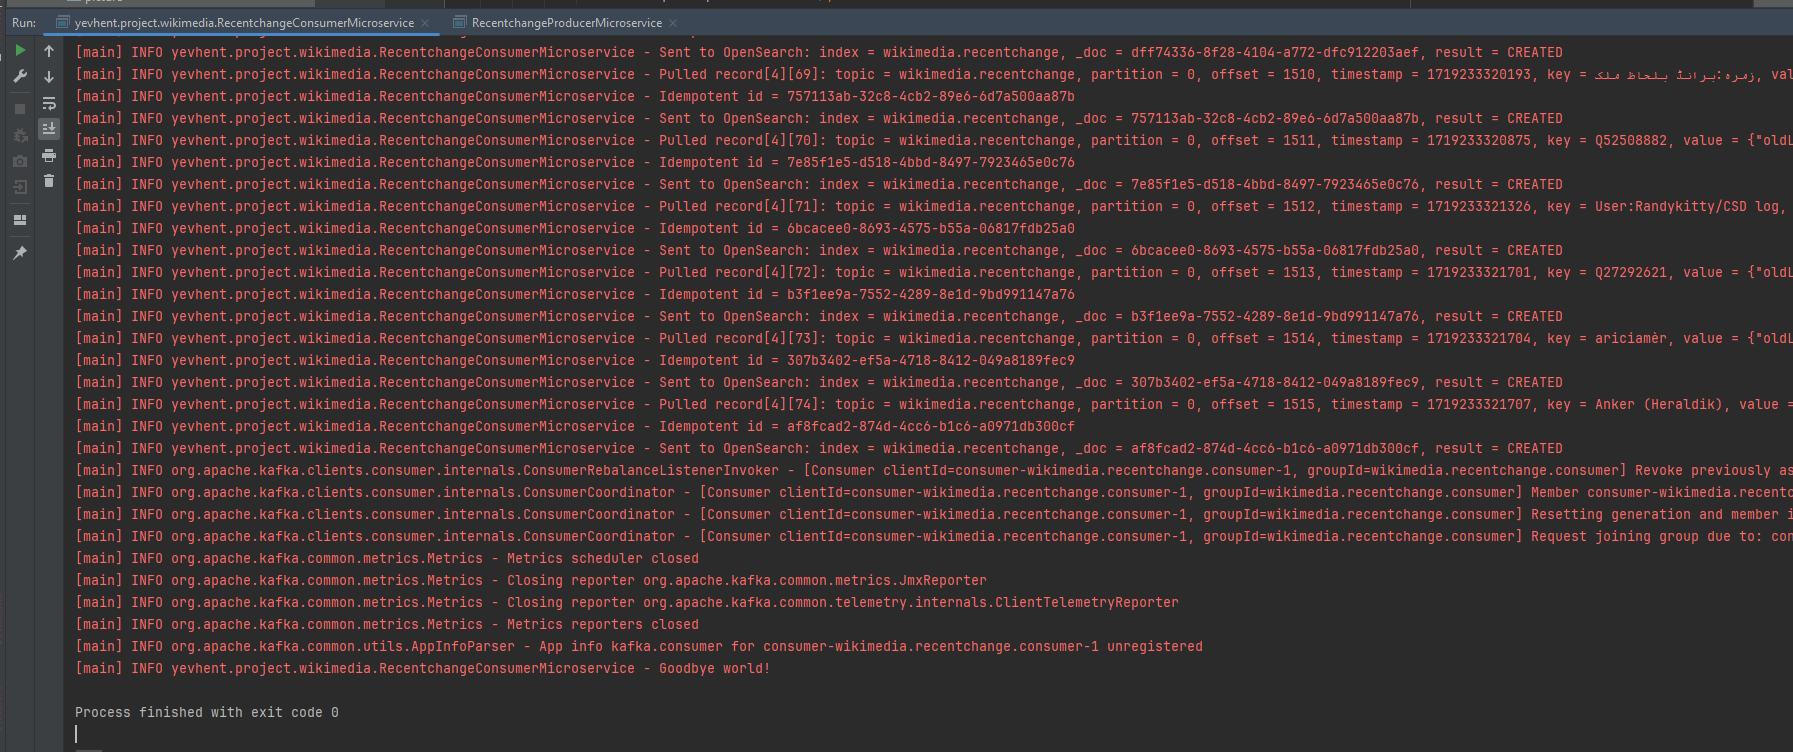 picture
Run: yevhent.project.wikimedia.RecentchangeConsumerMicroservice × RecentchangeProducerMicroservice ×
[main] INFO yevhent.project.wikimedia.RecentchangeConsumerMicroservice - Sent to OpenSearch: index = wikimedia.recentchange, _doc = dff74336-8f28-4104-a772-dfc912203aef, result = CREATED
[main] INFO yevhent.project.wikimedia.RecentchangeConsumerMicroservice - Pulled record[4][69]: topic = wikimedia.recentchange, partition = 0, offset = 1510, timestamp = 1719233320193, key = زمرہ:برانڈ بلحاظ ملک, val
[main] INFO yevhent.project.wikimedia.RecentchangeConsumerMicroservice - Idempotent id = 757113ab-32c8-4cb2-89e6-6d7a500aa87b
[main] INFO yevhent.project.wikimedia.RecentchangeConsumerMicroservice - Sent to OpenSearch: index = wikimedia.recentchange, _doc = 757113ab-32c8-4cb2-89e6-6d7a500aa87b, result = CREATED
[main] INFO yevhent.project.wikimedia.RecentchangeConsumerMicroservice - Pulled record[4][70]: topic = wikimedia.recentchange, partition = 0, offset = 1511, timestamp = 1719233320875, key = Q52508882, value = {"oldL
[main] INFO yevhent.project.wikimedia.RecentchangeConsumerMicroservice - Idempotent id = 7e85f1e5-d518-4bbd-8497-7923465e0c76
[main] INFO yevhent.project.wikimedia.RecentchangeConsumerMicroservice - Sent to OpenSearch: index = wikimedia.recentchange, _doc = 7e85f1e5-d518-4bbd-8497-7923465e0c76, result = CREATED
[main] INFO yevhent.project.wikimedia.RecentchangeConsumerMicroservice - Pulled record[4][71]: topic = wikimedia.recentchange, partition = 0, offset = 1512, timestamp = 1719233321326, key = User:Randykitty/CSD log,
[main] INFO yevhent.project.wikimedia.RecentchangeConsumerMicroservice - Idempotent id = 6bcacee0-8693-4575-b55a-06817fdb25a0
[main] INFO yevhent.project.wikimedia.RecentchangeConsumerMicroservice - Sent to OpenSearch: index = wikimedia.recentchange, _doc = 6bcacee0-8693-4575-b55a-06817fdb25a0, result = CREATED
[main] INFO yevhent.project.wikimedia.RecentchangeConsumerMicroservice - Pulled record[4][72]: topic = wikimedia.recentchange, partition = 0, offset = 1513, timestamp = 1719233321701, key = Q27292621, value = {"oldL
[main] INFO yevhent.project.wikimedia.RecentchangeConsumerMicroservice - Idempotent id = b3f1ee9a-7552-4289-8e1d-9bd991147a76
[main] INFO yevhent.project.wikimedia.RecentchangeConsumerMicroservice - Sent to OpenSearch: index = wikimedia.recentchange, _doc = b3f1ee9a-7552-4289-8e1d-9bd991147a76, result = CREATED
[main] INFO yevhent.project.wikimedia.RecentchangeConsumerMicroservice - Pulled record[4][73]: topic = wikimedia.recentchange, partition = 0, offset = 1514, timestamp = 1719233321704, key = ariciamèr, value = {"oldL
[main] INFO yevhent.project.wikimedia.RecentchangeConsumerMicroservice - Idempotent id = 307b3402-ef5a-4718-8412-049a8189fec9
[main] INFO yevhent.project.wikimedia.RecentchangeConsumerMicroservice - Sent to OpenSearch: index = wikimedia.recentchange, _doc = 307b3402-ef5a-4718-8412-049a8189fec9, result = CREATED
[main] INFO yevhent.project.wikimedia.RecentchangeConsumerMicroservice - Pulled record[4][74]: topic = wikimedia.recentchange, partition = 0, offset = 1515, timestamp = 1719233321707, key = Anker (Heraldik), value =
[main] INFO yevhent.project.wikimedia.RecentchangeConsumerMicroservice - Idempotent id = af8fcad2-874d-4cc6-b1c6-a0971db300cf
[main] INFO yevhent.project.wikimedia.RecentchangeConsumerMicroservice - Sent to OpenSearch: index = wikimedia.recentchange, _doc = af8fcad2-874d-4cc6-b1c6-a0971db300cf, result = CREATED
[main] INFO org.apache.kafka.clients.consumer.internals.ConsumerRebalanceListenerInvoker - [Consumer clientId=consumer-wikimedia.recentchange.consumer-1, groupId=wikimedia.recentchange.consumer] Revoke previously as
[main] INFO org.apache.kafka.clients.consumer.internals.ConsumerCoordinator - [Consumer clientId=consumer-wikimedia.recentchange.consumer-1, groupId=wikimedia.recentchange.consumer] Member consumer-wikimedia.recentc
[main] INFO org.apache.kafka.clients.consumer.internals.ConsumerCoordinator - [Consumer clientId=consumer-wikimedia.recentchange.consumer-1, groupId=wikimedia.recentchange.consumer] Resetting generation and member i
[main] INFO org.apache.kafka.clients.consumer.internals.ConsumerCoordinator - [Consumer clientId=consumer-wikimedia.recentchange.consumer-1, groupId=wikimedia.recentchange.consumer] Request joining group due to: con
[main] INFO org.apache.kafka.common.metrics.Metrics - Metrics scheduler closed
[main] INFO org.apache.kafka.common.metrics.Metrics - Closing reporter org.apache.kafka.common.metrics.JmxReporter
[main] INFO org.apache.kafka.common.metrics.Metrics - Closing reporter org.apache.kafka.common.telemetry.internals.ClientTelemetryReporter
[main] INFO org.apache.kafka.common.metrics.Metrics - Metrics reporters closed
[main] INFO org.apache.kafka.common.utils.AppInfoParser - App info kafka.consumer for consumer-wikimedia.recentchange.consumer-1 unregistered
[main] INFO yevhent.project.wikimedia.RecentchangeConsumerMicroservice - Goodbye world!
Process finished with exit code 0